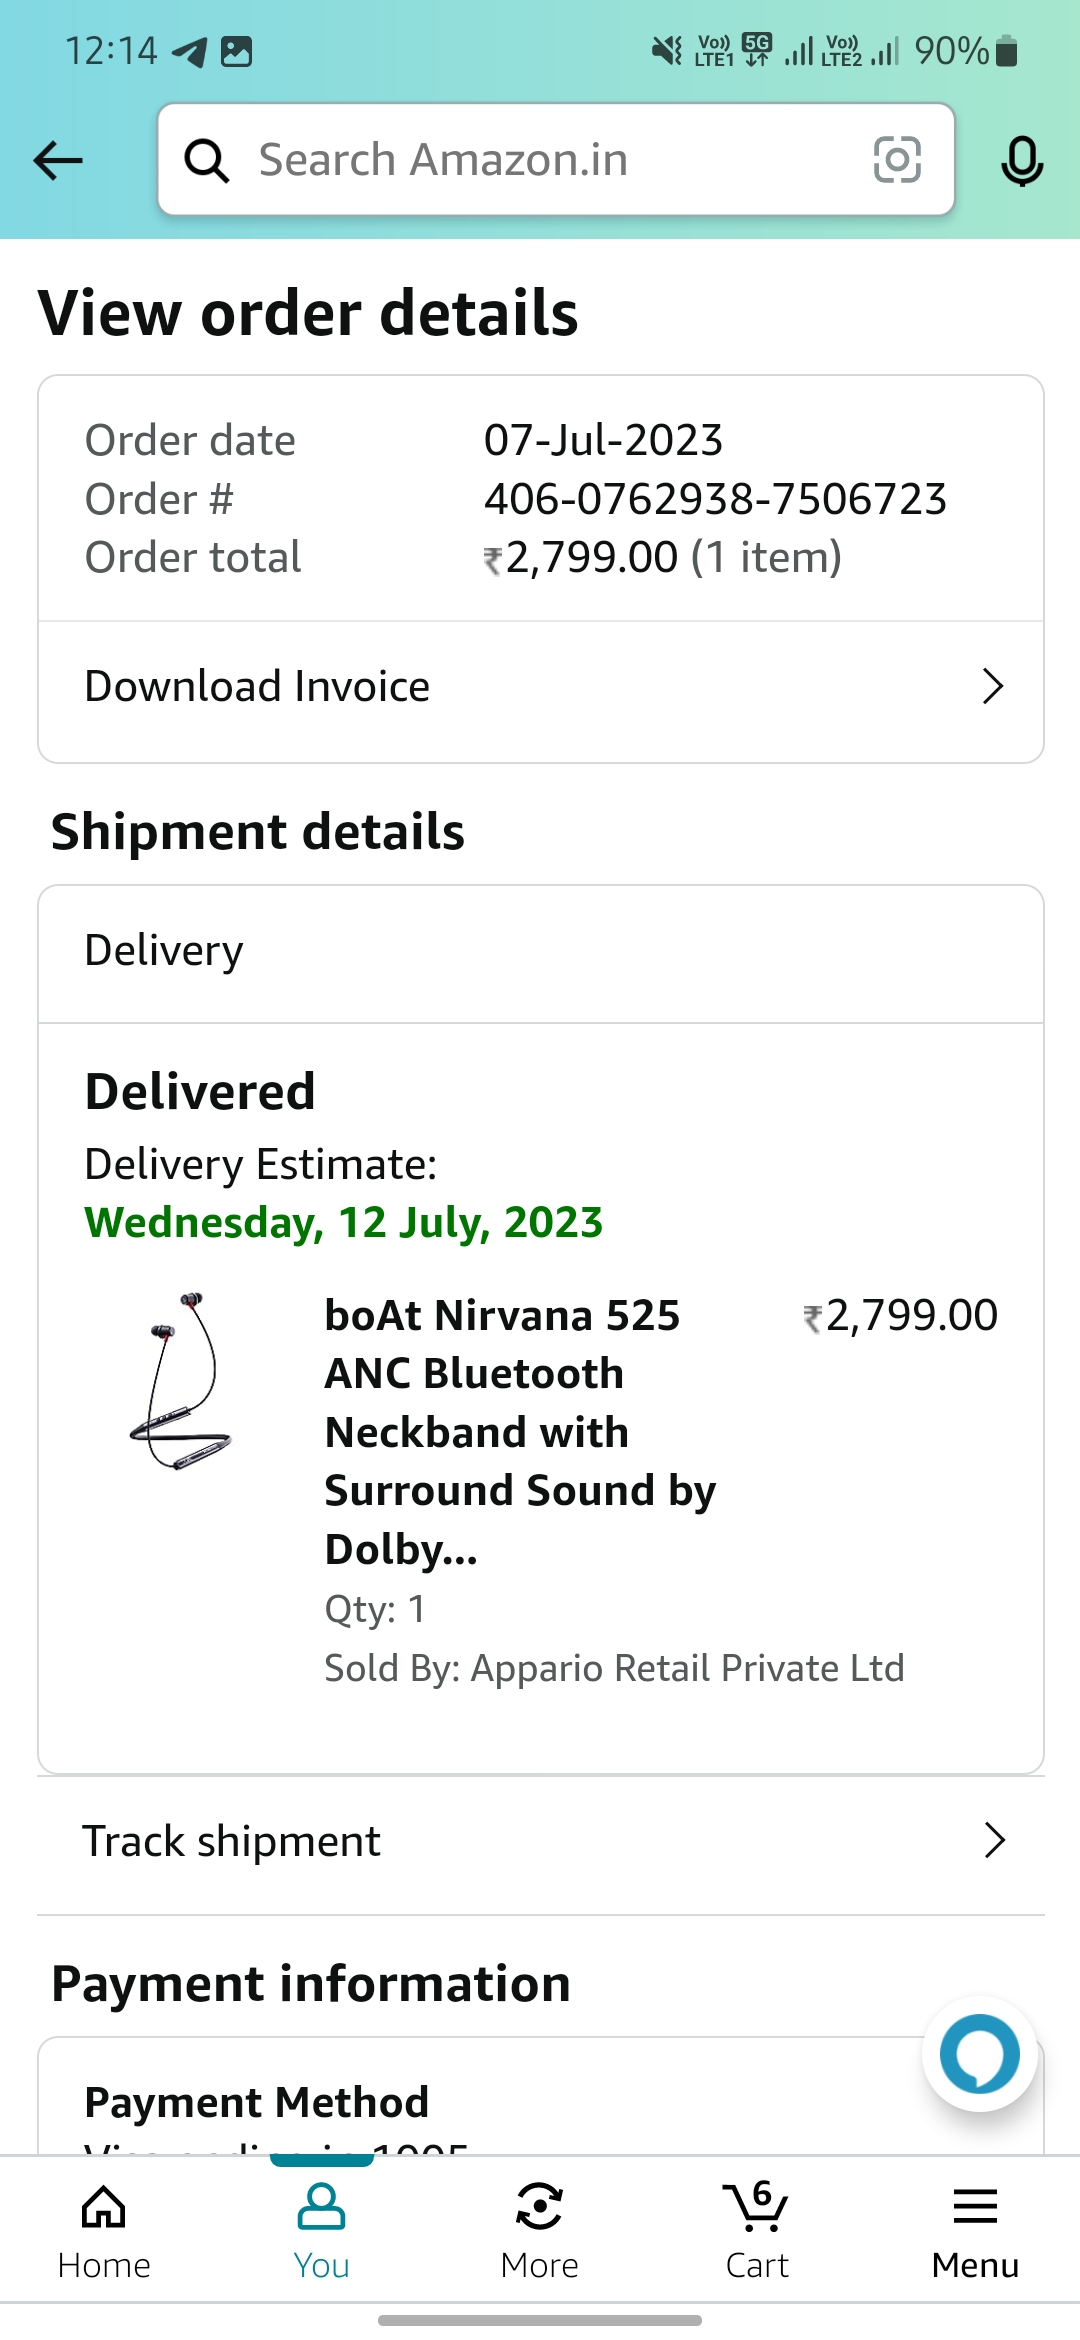 12:14
Vo)) LTE1 5G Vo)) LTE2 90%
Search Amazon.in
View order details
Order date 07-Jul-2023
Order # 406-0762938-7506723
Order total ₹2,799.00 (1 item)
Download Invoice
Shipment details
Delivery
Delivered
Delivery Estimate:
Wednesday, 12 July, 2023
boAt Nirvana 525 ₹2,799.00
ANC Bluetooth
Neckband with
Surround Sound by
Dolby...
Qty: 1
Sold By: Appario Retail Private Ltd
Track shipment
Payment information
Payment Method
6
Home You More Cart Menu